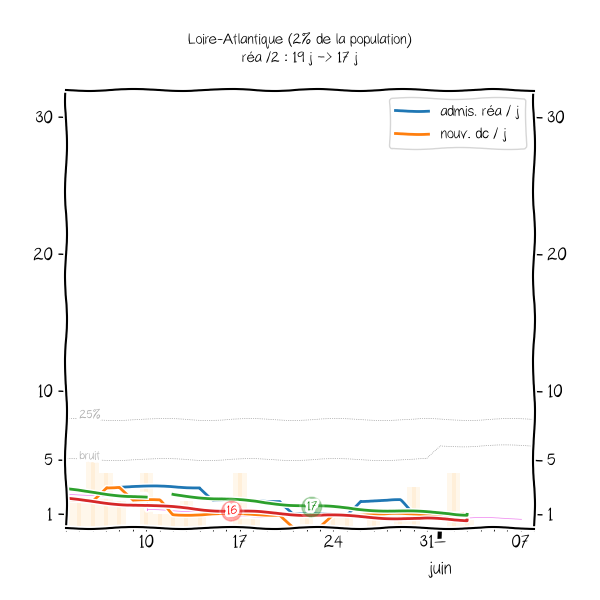 Loire-Atlantique (2% de la population)
réa /2 : 19 j -> 17 j
admis. réa / j
nouv. dc / j
30 30
20 20
10 10
25%
bruit
5 5
16 17
1 1
10 17 24 31 07
juin